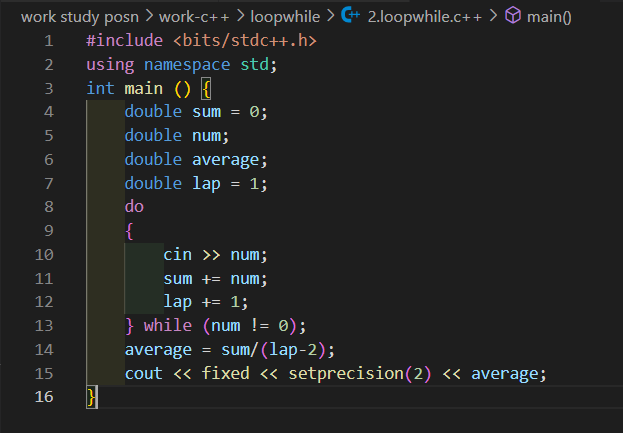 work study posn > work-c++ > loopwhile > C++ 2.loopwhile.c++ > main()
1 #include <bits/stdc++.h>
2 using namespace std;
3 int main () {
4     double sum = 0;
5     double num;
6     double average;
7     double lap = 1;
8     do
9     {
10         cin >> num;
11         sum += num;
12         lap += 1;
13     } while (num != 0);
14     average = sum/(lap-2);
15     cout << fixed << setprecision(2) << average;
16 }